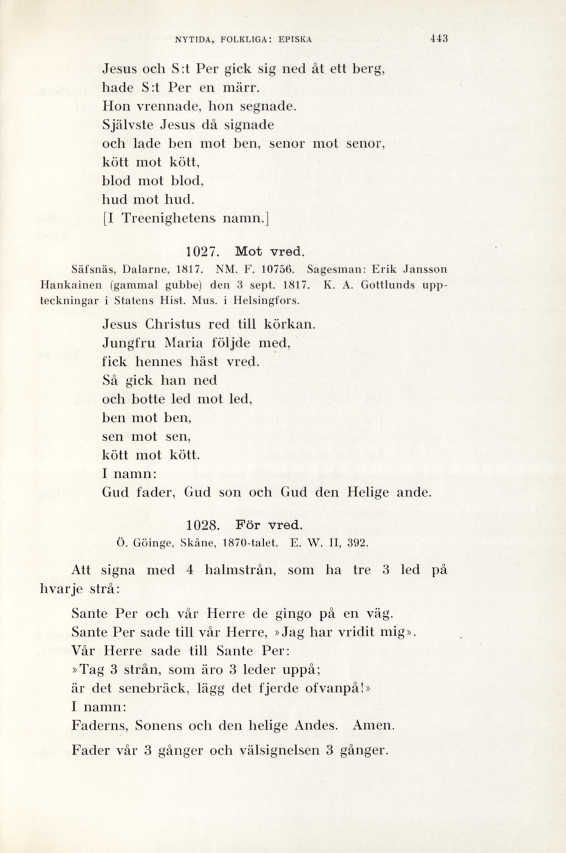 NYTIDA, FOLKLIGA: EPISKA 443
Jesus och S:t Per gick sig ned åt ett berg,
hade S:t Per en märr.
Hon vrennade, hon segnade.
Självste Jesus då signade
och lade ben mot ben, senor mot senor,
kött mot kött,
blod mot blod,
hud mot hud.
[I Treenighetens namn.]
1027. Mot vred.
Säfsnäs, Dalarne, 1817. NM. F. 10756. Sagesman: Erik Jansson
Hankainen (gammal gubbe) den 3 sept. 1817. K. A. Gottlunds upp-
teckningar i Statens Hist. Mus. i Helsingfors.
Jesus Christus red till körkan.
Jungfru Maria följde med,
fick hennes häst vred.
Så gick han ned
och botte led mot led,
ben mot ben,
sen mot sen,
kött mot kött.
I namn:
Gud fader, Gud son och Gud den Helige ande.
1028. För vred.
Ö. Göinge, Skåne, 1870-talet. E. W. II, 392.
Att signa med 4 halmstrån, som ha tre 3 led på
hvarje strå:
Sante Per och vår Herre de gingo på en väg.
Sante Per sade till vår Herre, »Jag har vridit mig».
Vår Herre sade till Sante Per:
»Tag 3 strån, som äro 3 leder uppå;
är det senebräck, lägg det fjerde ofvanpå!»
I namn:
Faderns, Sonens och den helige Andes. Amen.
Fader vår 3 gånger och välsignelsen 3 gånger.